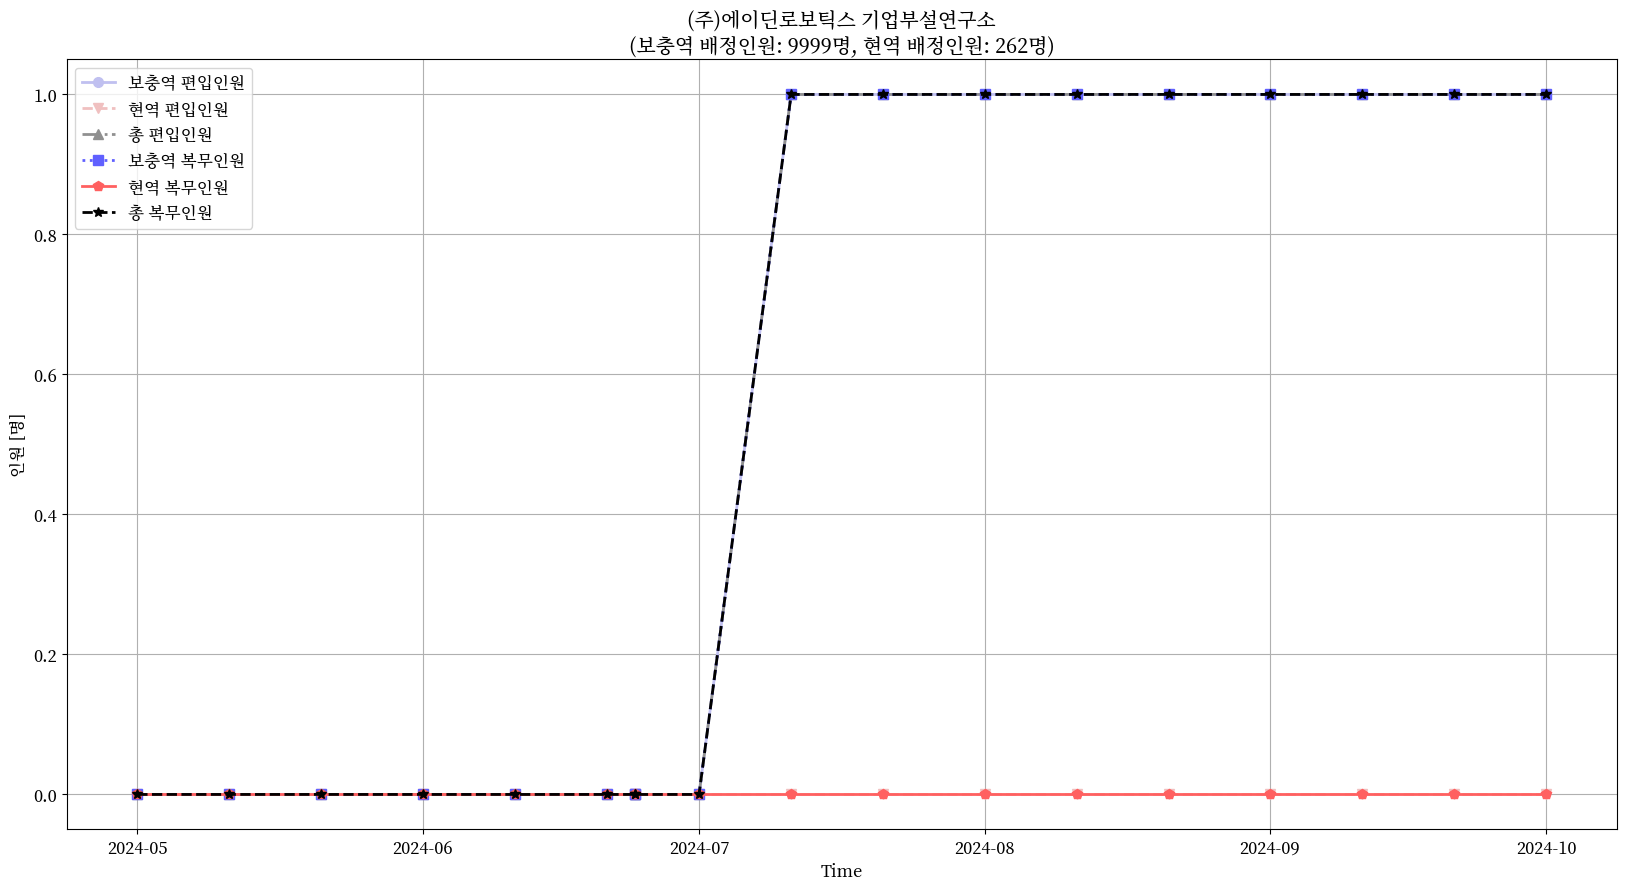 (주)에이딘로보틱스 기업부설연구소
(보충역 배정인원: 9999명, 현역 배정인원: 262명)
보충역 편입인원
현역 편입인원
총 편입인원
보충역 복무인원
현역 복무인원
총 복무인원
인원 [명]
1.0
0.8
0.6
0.4
0.2
0.0
2024-05
2024-06
2024-07
2024-08
2024-09
2024-10
Time